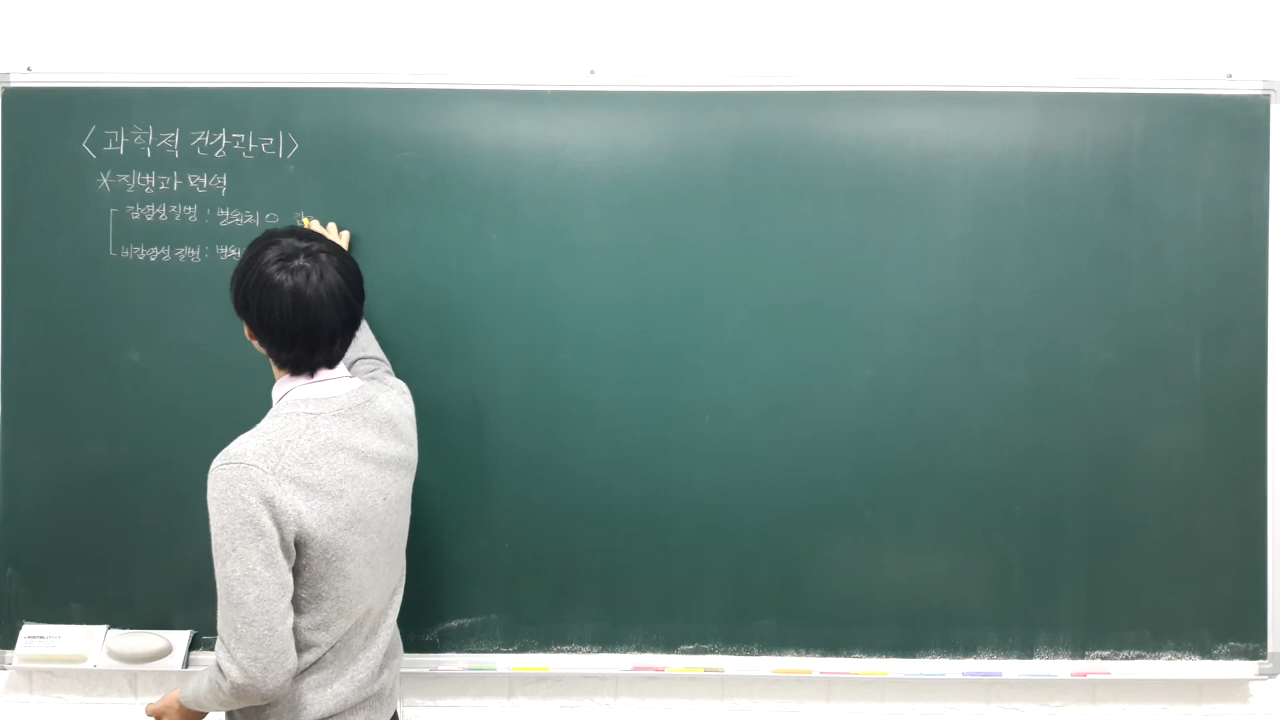 <과학적 건강관리>
*질병과 면역
감염성질병 : 병원체 O
비감염성 질병 : 병원